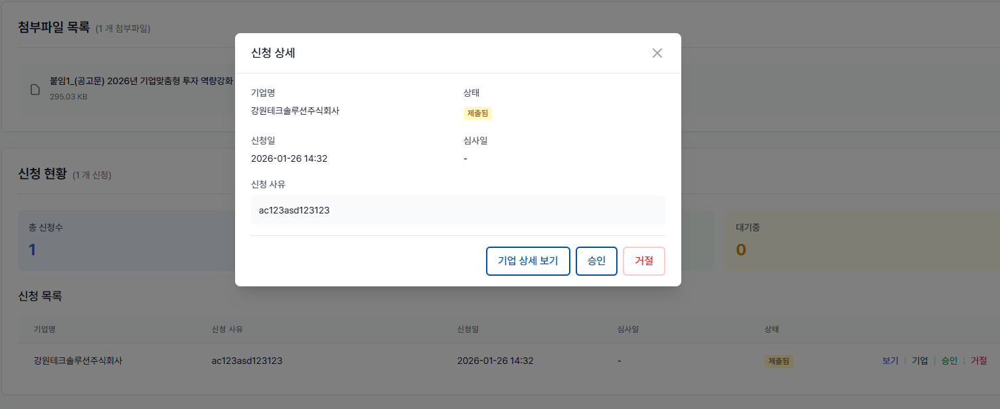 첨부파일 목록 (1 개 첨부파일)
붙임1_(공고문) 2026년 기업맞춤형 투자 역량강화
295.03 KB
신청 상세
기업명 상태
강원테크솔루션주식회사 제출됨
신청일 심사일
2026-01-26 14:32 -
신청 사유
ac123asd123123
기업 상세 보기 승인 거절
신청 현황 (1 개 신청)
총 신청수 대기중
1 0
신청 목록
기업명 신청 사유 신청일 심사일 상태
강원테크솔루션주식회사 ac123asd123123 2026-01-26 14:32 - 제출됨 보기 | 기업 | 승인 | 거절